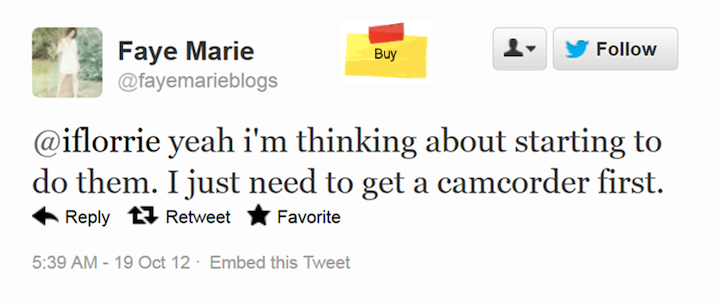 Faye Marie
@fayemarieblogs
Buy
Follow
@iflorrie yeah i'm thinking about starting to
do them. I just need to get a camcorder first.
Reply Retweet Favorite
5:39 AM - 19 Oct 12 · Embed this Tweet